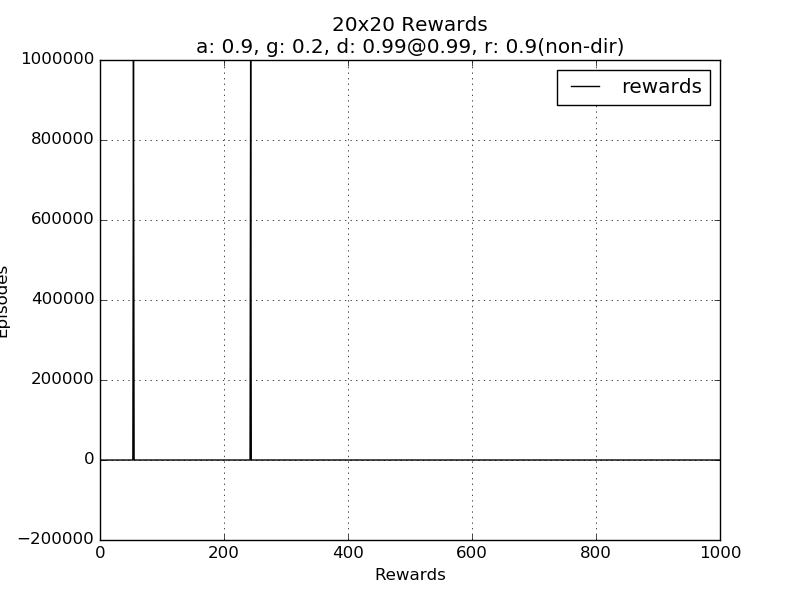 20x20 Rewards
a: 0.9, g: 0.2, d: 0.99@0.99, r: 0.9(non-dir)
rewards
1000000
800000
600000
400000
200000
0
−200000
Episodes
0 200 400 600 800 1000
Rewards